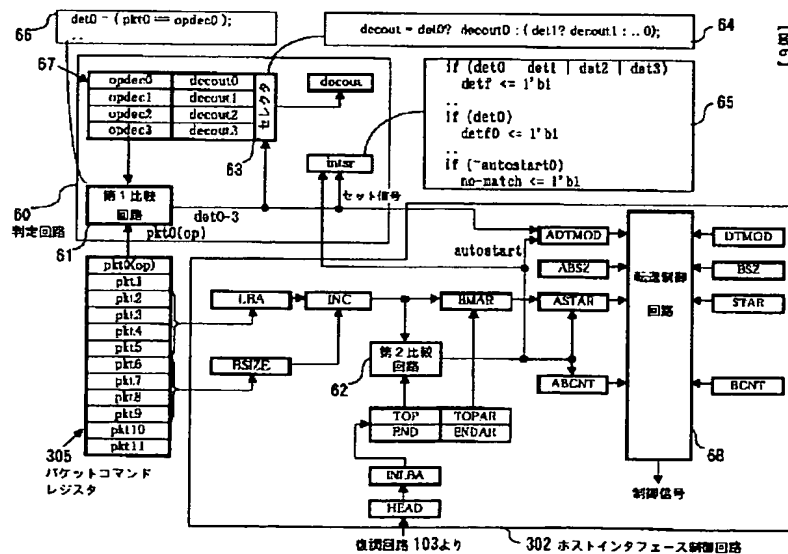 66
det0 = ( pkt0 == opdec0 );
..
decout = det0? decout0 : ( det1? decout1 : .. 0);
64
【図6】
67
opdec0 decout0
opdec1 decout1
opdec2 decout2
opdec3 decout3
セレクタ
63
decout
if (det0 det1 | det2 | det3)
detf <= 1'b1
..
if (det0)
detf0 <= 1'b1
..
if (~autostart0)
no-match <= 1'b1
65
intsr
セット信号
60
判定回路
第1比較
回路
61
det0-3
pkt0(op)
pkt0(op)
pkt1
pkt2
pkt3
pkt4
pkt5
pkt6
pkt7
pkt8
pkt9
pkt10
pkt11
305
パケットコマンド
レジスタ
autostart
LBA
INC
BMAR
BSIZE
第2比較
回路
62
TOP TOPAR
END ENDAR
INLBA
HEAD
復調回路103より
ADTMOD
ABSZ
ASTAR
ABCNT
転送制御
回路
DTMOD
BSZ
STAR
BCNT
68
制御信号
302 ホストインタフェース制御回路